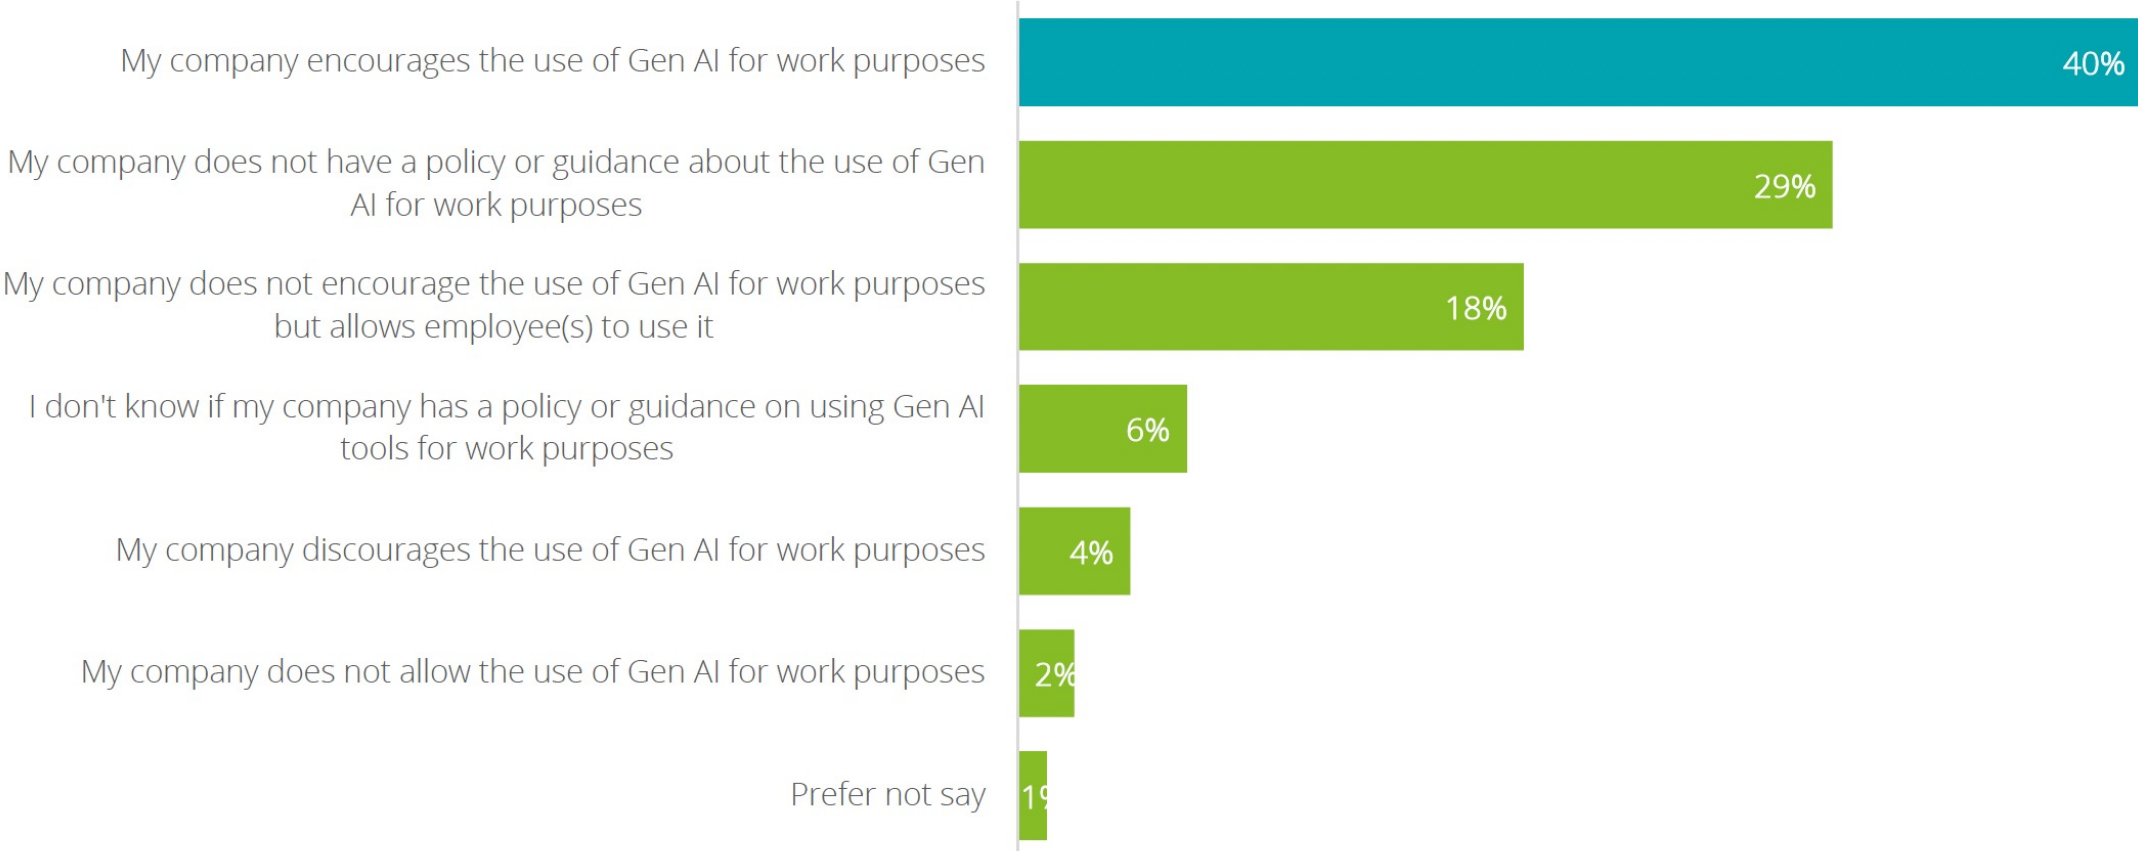 My company encourages the use of Gen AI for work purposes
40%
My company does not have a policy or guidance about the use of Gen
AI for work purposes
29%
My company does not encourage the use of Gen AI for work purposes
but allows employee(s) to use it
18%
I don't know if my company has a policy or guidance on using Gen AI
tools for work purposes
6%
My company discourages the use of Gen AI for work purposes
4%
My company does not allow the use of Gen AI for work purposes
2%
Prefer not say
1%